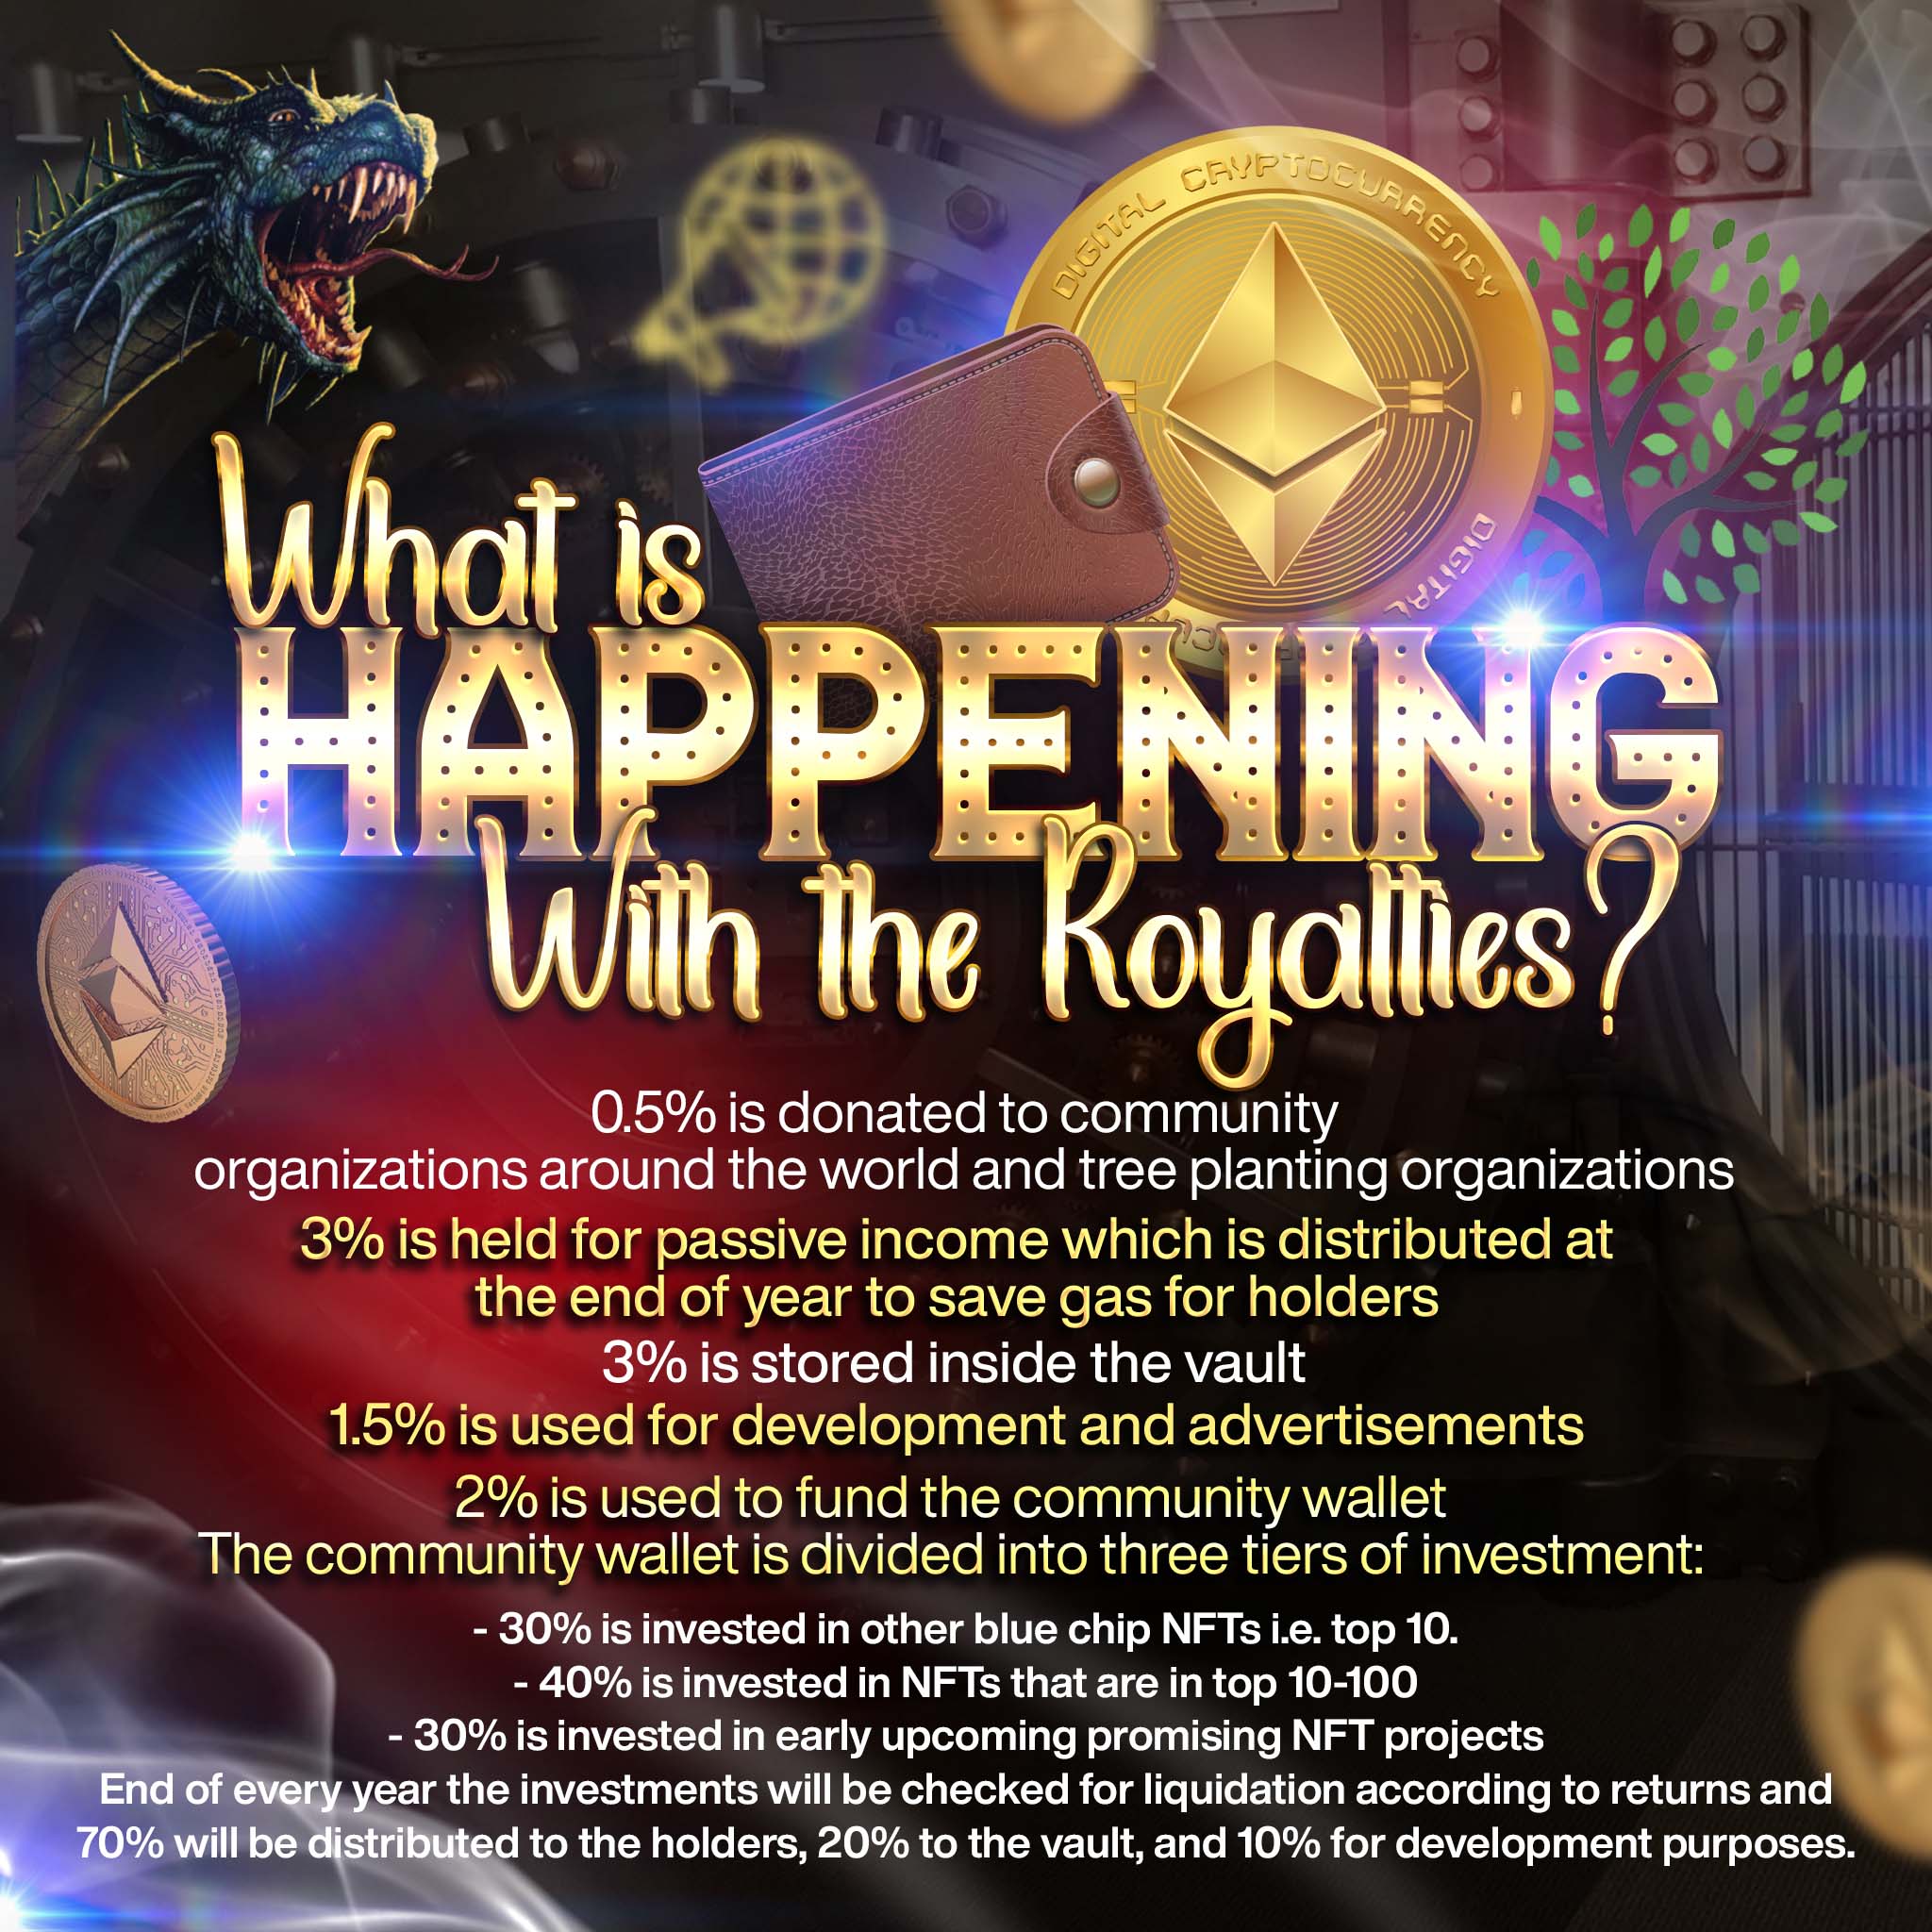 DIGITAL CRYPTOCURRENCY
DIGITAL
What is
HAPPENING
With the Royalties?
0.5% is donated to community
organizations around the world and tree planting organizations
3% is held for passive income which is distributed at
the end of year to save gas for holders
3% is stored inside the vault
1.5% is used for development and advertisements
2% is used to fund the community wallet
The community wallet is divided into three tiers of investment:
- 30% is invested in other blue chip NFTs i.e. top 10.
- 40% is invested in NFTs that are in top 10-100
- 30% is invested in early upcoming promising NFT projects
End of every year the investments will be checked for liquidation according to returns and
70% will be distributed to the holders, 20% to the vault, and 10% for development purposes.